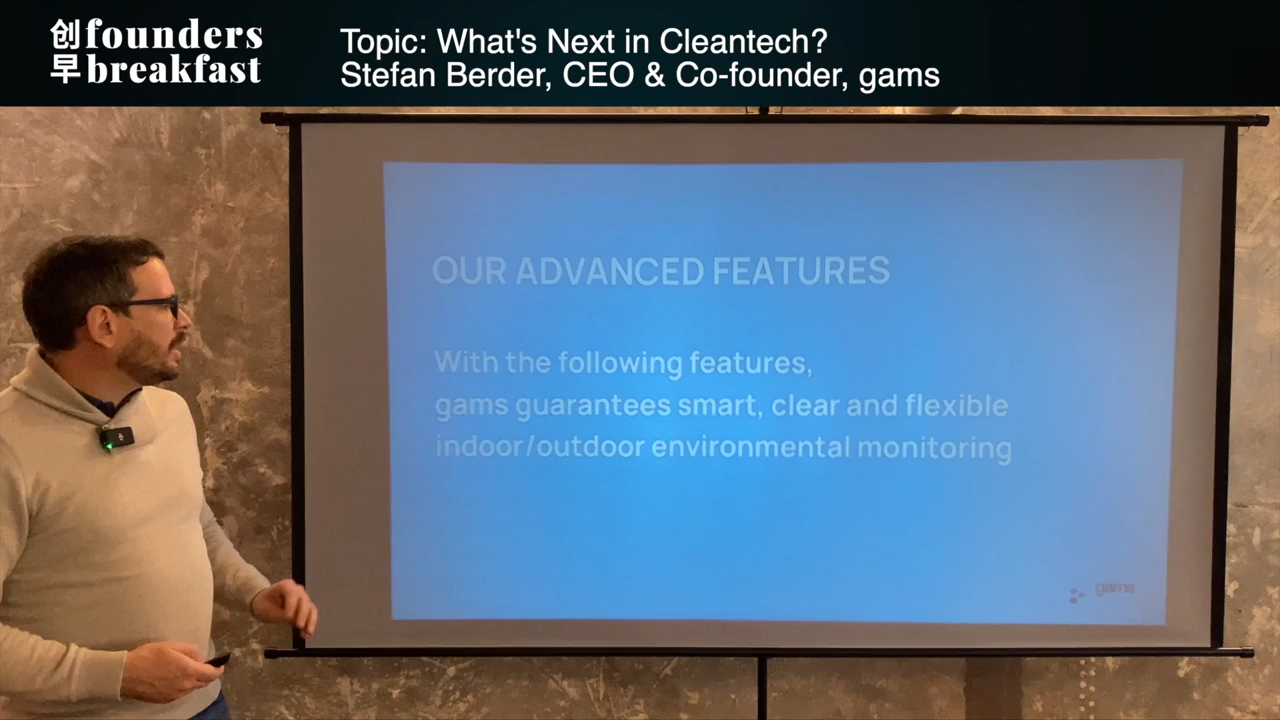 创 founders
早 breakfast
Topic: What's Next in Cleantech?
Stefan Berder, CEO & Co-founder, gams
OUR ADVANCED FEATURES
With the following features,
gams guarantees smart, clear and flexible
indoor/outdoor environmental monitoring
gams